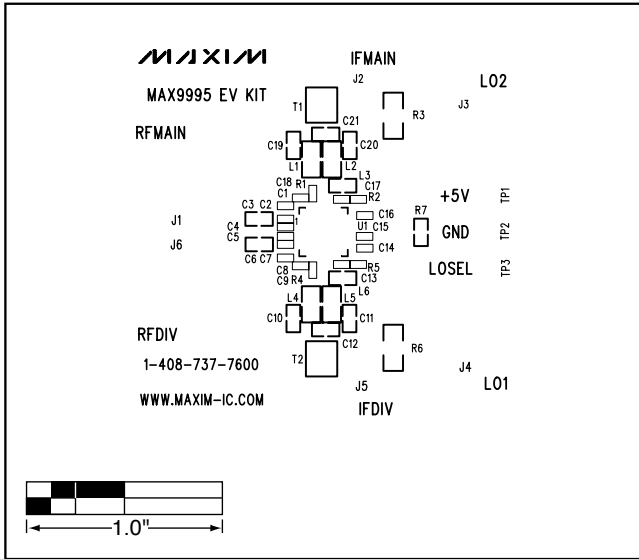 MAXIM
IFMAIN
J2
LO2
MAX9995 EV KIT
T1
R3
J3
RFMAIN
C21
C19
C20
L1
L2
L3
C18
R1
C17
C1
R2
+5V
TP1
C3 C2
C16
R7
J1
C4
1
U1
C15
GND
TP2
J6
C5
C14
C6 C7
C8
R5
LOSEL
TP3
C9
R4
C13
L4
L5
L6
C10
C11
RFDIV
C12
R6
1-408-737-7600
T2
J4
J5
LO1
WWW.MAXIM-IC.COM
IFDIV
1.0"